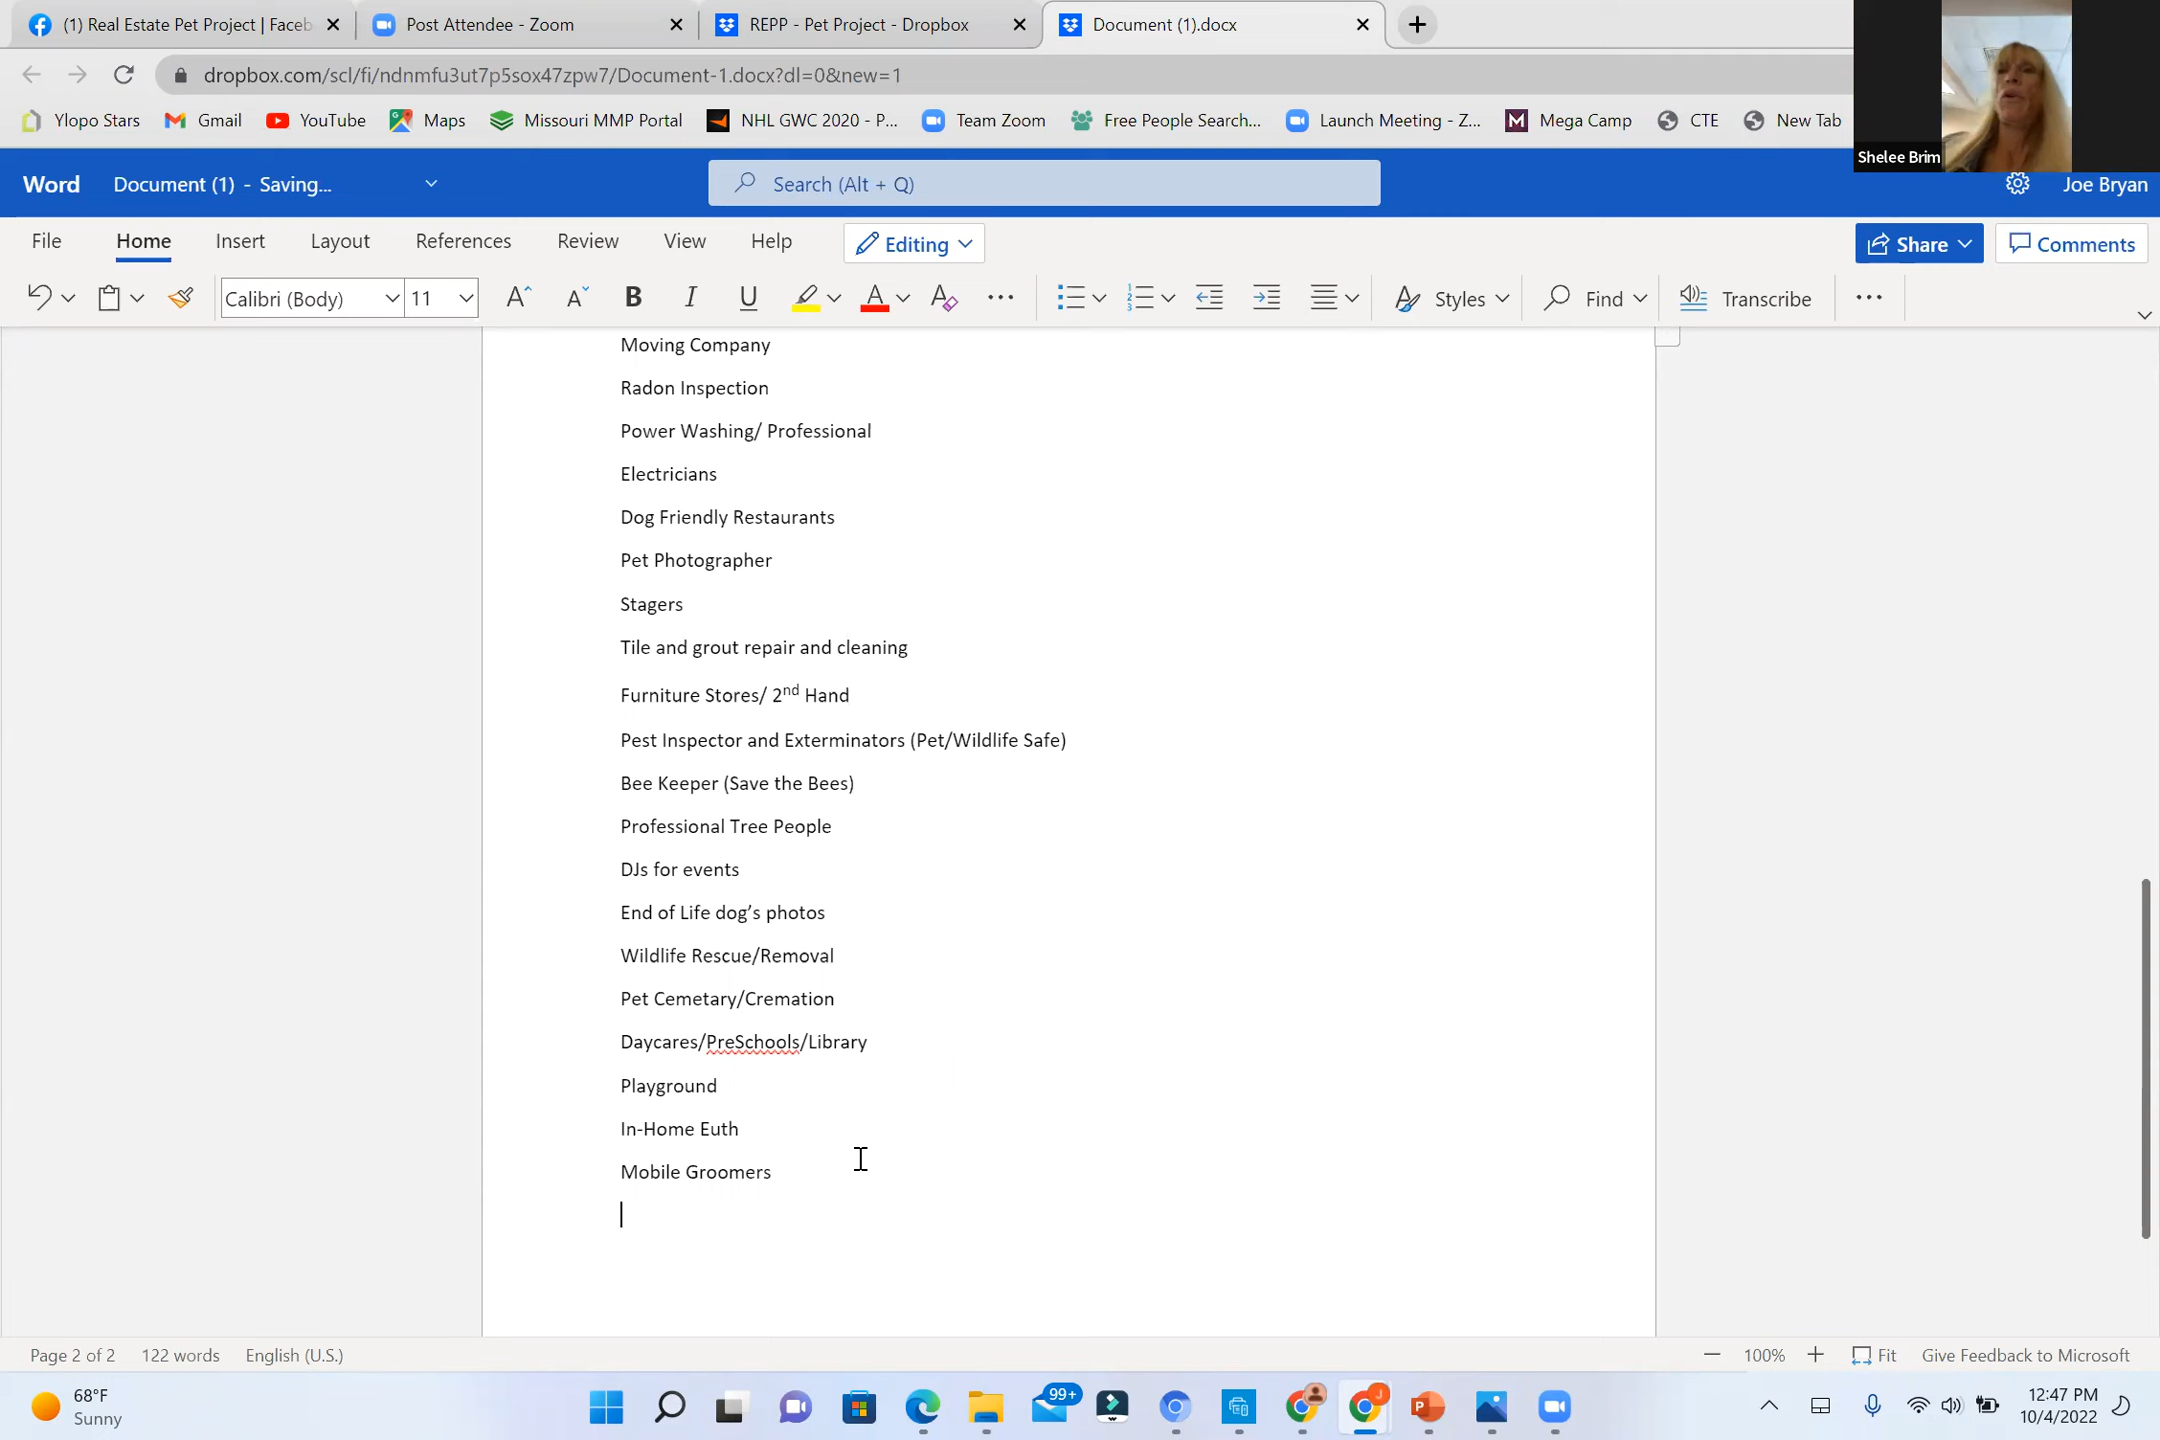 (1) Real Estate Pet Project | Faceb
Post Attendee - Zoom
REPP - Pet Project - Dropbox
Document (1).docx
dropbox.com/scl/fi/ndnmfu3ut7p5sox47zpw7/Document-1.docx?dl=0&new=1
Ylopo Stars
Gmail
YouTube
Maps
Missouri MMP Portal
NHL GWC 2020 - P...
Team Zoom
Free People Search...
Launch Meeting - Z...
Mega Camp
CTE
New Tab
Shelee Brim
Word
Document (1) - Saving...
Search (Alt + Q)
Joe Bryan
File
Home
Insert
Layout
References
Review
View
Help
Editing
Share
Comments
Calibri (Body)
11
Styles
Find
Transcribe
Moving Company
Radon Inspection
Power Washing/ Professional
Electricians
Dog Friendly Restaurants
Pet Photographer
Stagers
Tile and grout repair and cleaning
Furniture Stores/ 2nd Hand
Pest Inspector and Exterminators (Pet/Wildlife Safe)
Bee Keeper (Save the Bees)
Professional Tree People
DJs for events
End of Life dog’s photos
Wildlife Rescue/Removal
Pet Cemetary/Cremation
Daycares/PreSchools/Library
Playground
In-Home Euth
Mobile Groomers
Page 2 of 2
122 words
English (U.S.)
100%
Fit
Give Feedback to Microsoft
68°F
Sunny
99+
12:47 PM
10/4/2022